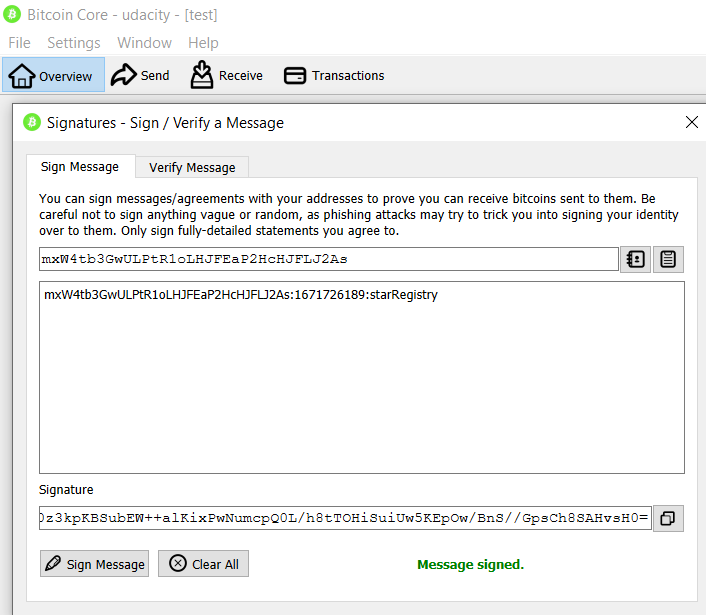 Bitcoin Core - udacity - [test]
File Settings Window Help
Overview Send Receive Transactions
Signatures - Sign / Verify a Message
Sign Message Verify Message
You can sign messages/agreements with your addresses to prove you can receive bitcoins sent to them. Be
careful not to sign anything vague or random, as phishing attacks may try to trick you into signing your identity
over to them. Only sign fully-detailed statements you agree to.
mxW4tb3GwULPtR1oLHJFEaP2HcHJFLJ2As
mxW4tb3GwULPtR1oLHJFEaP2HcHJFLJ2As:1671726189:starRegistry
Signature
z3kpKBSubEW++alKixPwNumcpQ0L/h8tTOHiSuiUw5KEpOw/BnS//GpsCh8SAHvsH0=
Sign Message Clear All Message signed.